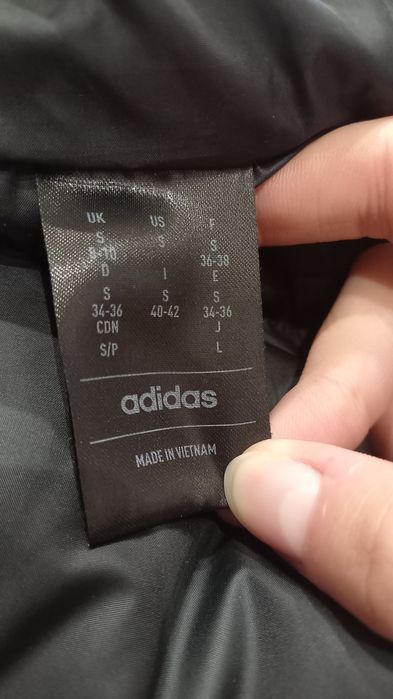 UK US F
S S S
8-10 36-38
D I E
S S S
34-36 40-42 34-36
CDN J
S/P L
adidas
MADE IN VIETNAM